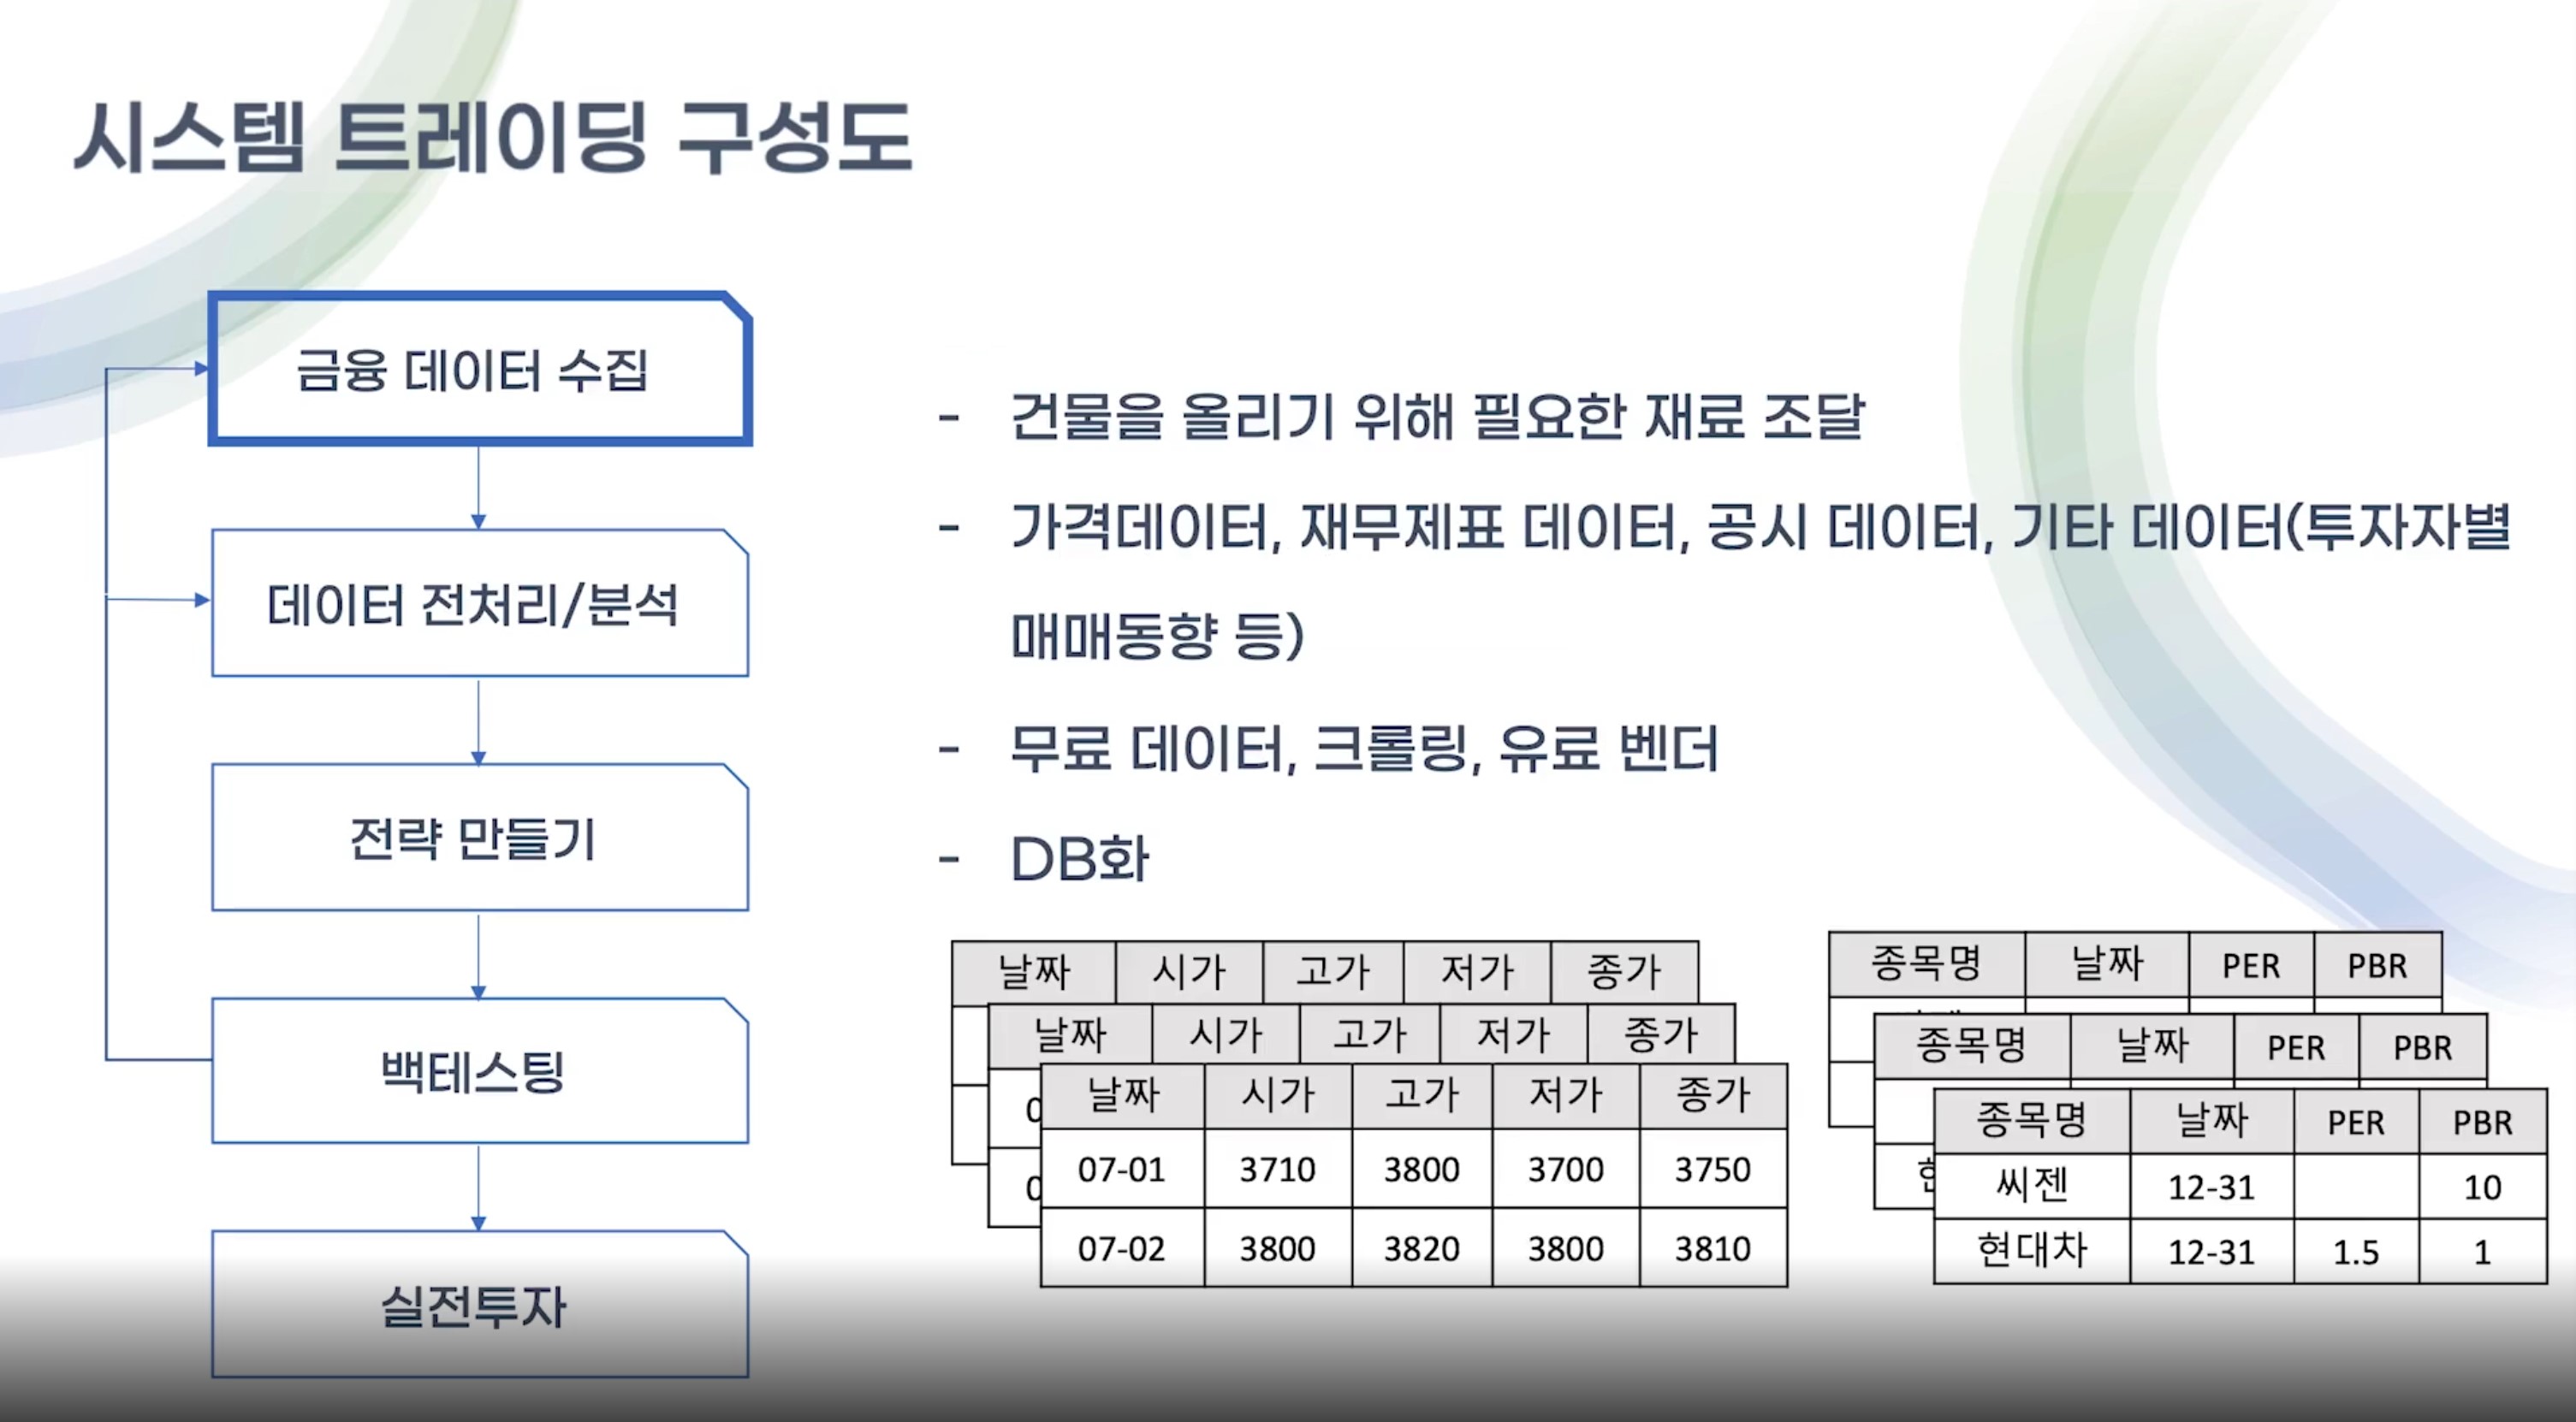 시스템 트레이딩 구성도
금융 데이터 수집
데이터 전처리/분석
전략 만들기
백테스팅
실전투자
- 건물을 올리기 위해 필요한 재료 조달
- 가격데이터, 재무제표 데이터, 공시 데이터, 기타 데이터(투자자별
매매동향 등)
- 무료 데이터, 크롤링, 유료 벤더
- DB화
날짜 시가 고가 저가 종가
날짜 시가 고가 저가 종가
날짜 시가 고가 저가 종가
07-01 3710 3800 3700 3750
07-02 3800 3820 3800 3810
종목명 날짜 PER PBR
종목명 날짜 PER PBR
종목명 날짜 PER PBR
씨젠 12-31 10
현대차 12-31 1.5 1